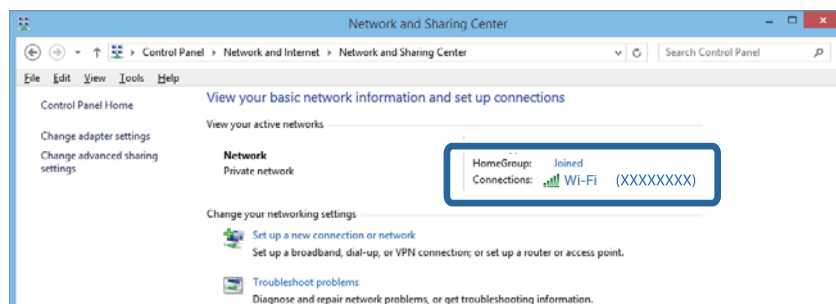 Network and Sharing Center
Control Panel ▸ Network and Internet ▸ Network and Sharing Center
Search Control Panel
File Edit View Tools Help
Control Panel Home
Change adapter settings
Change advanced sharing
settings
View your basic network information and set up connections
View your active networks
Network
Private network
HomeGroup: Joined
Connections: Wi-Fi (XXXXXXXX)
Change your networking settings
Set up a new connection or network
Set up a broadband, dial-up, or VPN connection; or set up a router or access point.
Troubleshoot problems
Diagnose and repair network problems, or get troubleshooting information.